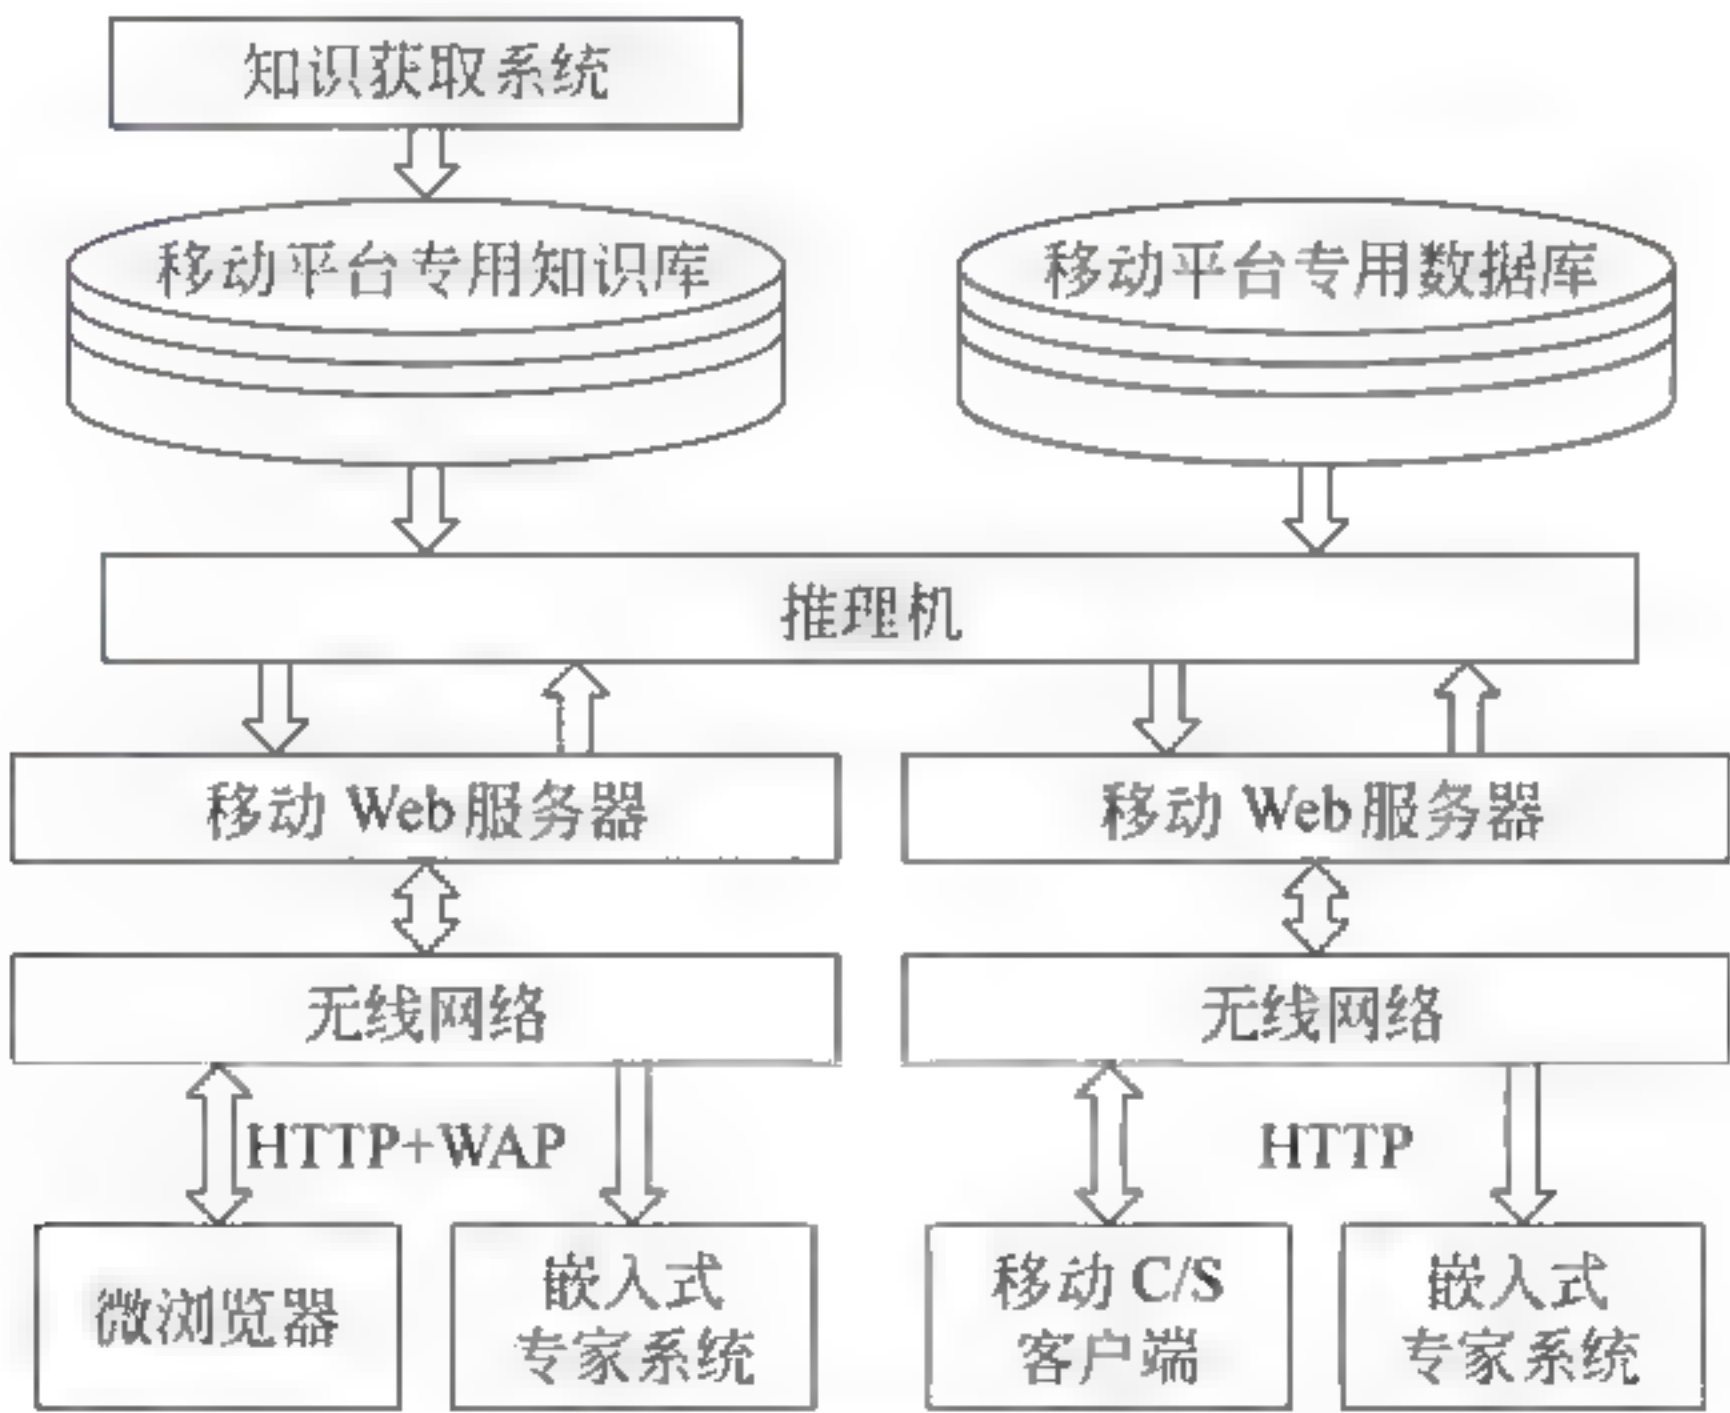 知识获取系统
移动平台专用知识库
移动平台专用数据库
推理机
移动 Web服务器
移动 Web服务器
无线网络
无线网络
HTTP+WAP
HTTP
微浏览器
嵌入式
专家系统
移动 C/S
客户端
嵌入式
专家系统